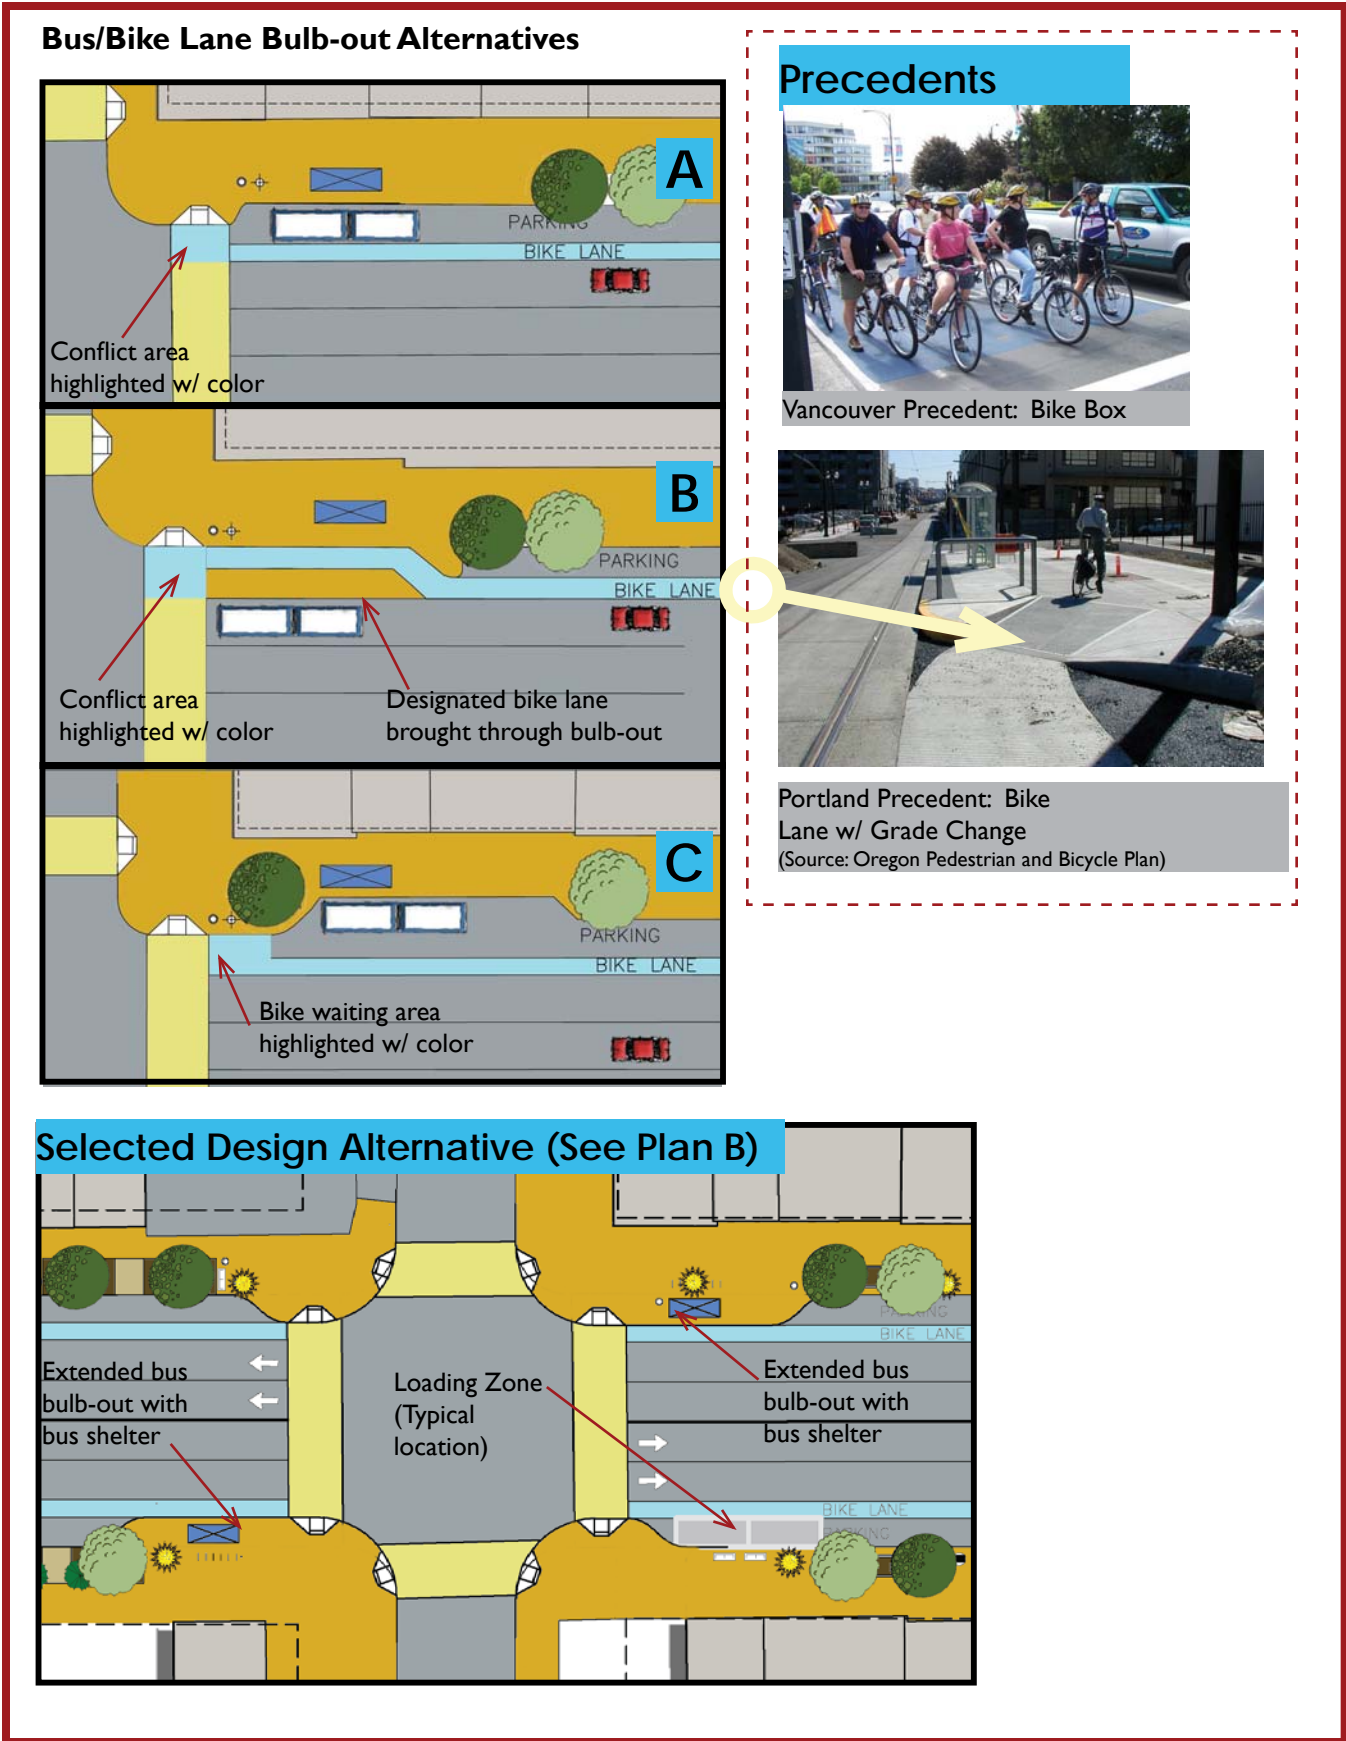 Bus/Bike Lane Bulb-out Alternatives
A
PARKING
BIKE LANE
Conflict area
highlighted w/ color
B
PARKING
BIKE LANE
Conflict area
highlighted w/ color
Designated bike lane
brought through bulb-out
C
PARKING
BIKE LANE
Bike waiting area
highlighted w/ color
Precedents
Vancouver Precedent: Bike Box
Portland Precedent: Bike
Lane w/ Grade Change
(Source: Oregon Pedestrian and Bicycle Plan)
Selected Design Alternative (See Plan B)
PARKING
BIKE LANE
Extended bus
bulb-out with
bus shelter
Loading Zone
(Typical
location)
Extended bus
bulb-out with
bus shelter
BIKE LANE
PARKING